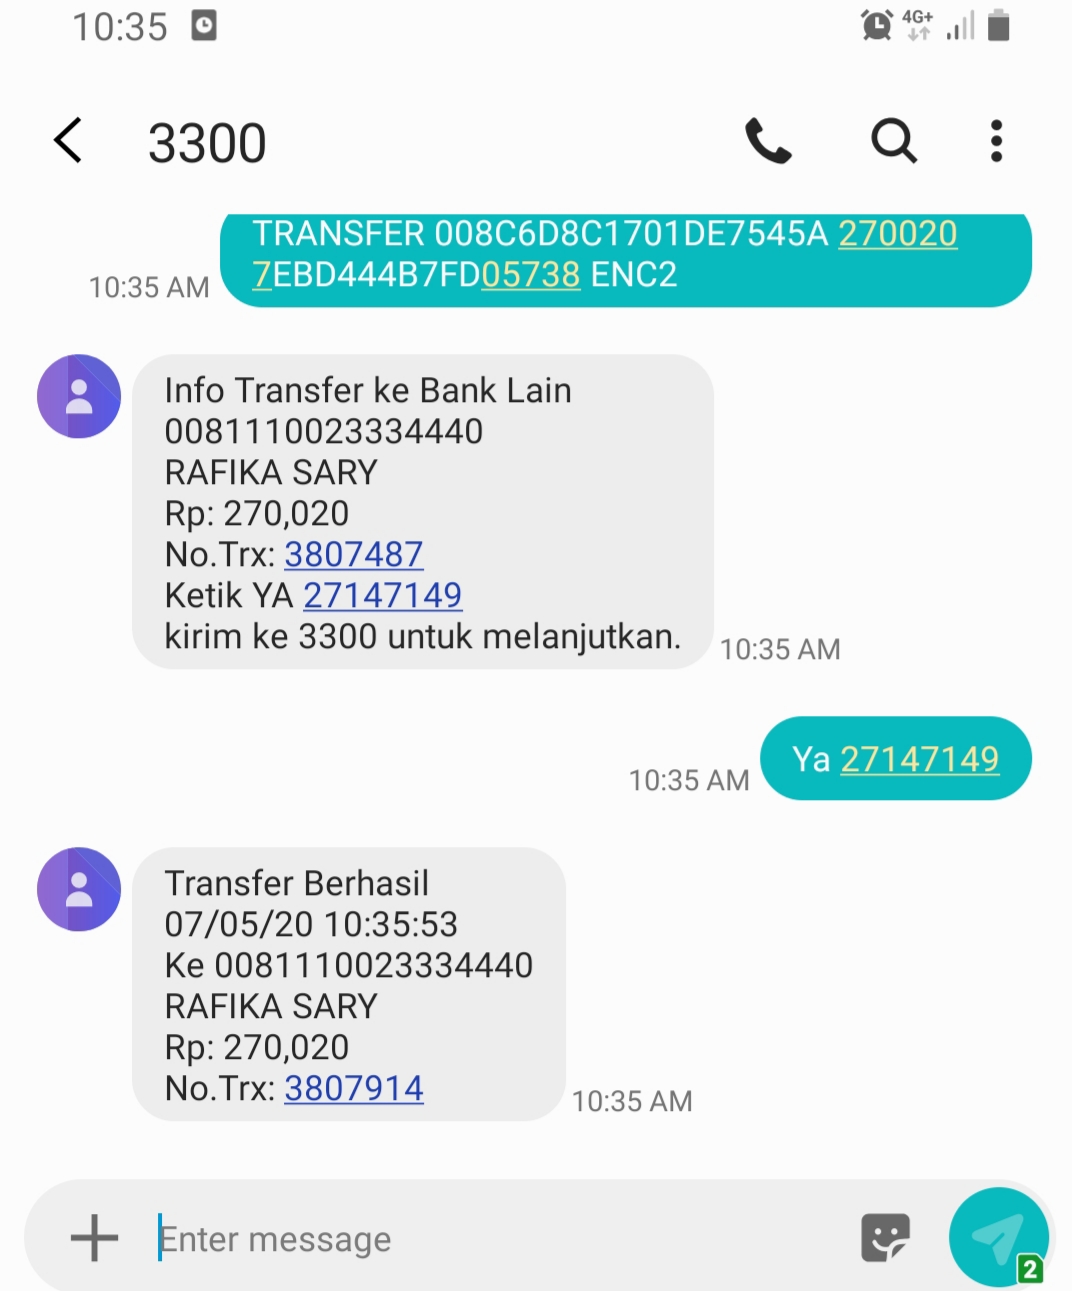 10:35
4G+
3300
TRANSFER 008C6D8C1701DE7545A 270020
7EBD444B7FD05738 ENC2
10:35 AM
Info Transfer ke Bank Lain
0081110023334440
RAFIKA SARY
Rp: 270,020
No.Trx: 3807487
Ketik YA 27147149
kirim ke 3300 untuk melanjutkan.
10:35 AM
Ya 27147149
10:35 AM
Transfer Berhasil
07/05/20 10:35:53
Ke 0081110023334440
RAFIKA SARY
Rp: 270,020
No.Trx: 3807914
10:35 AM
Enter message
2